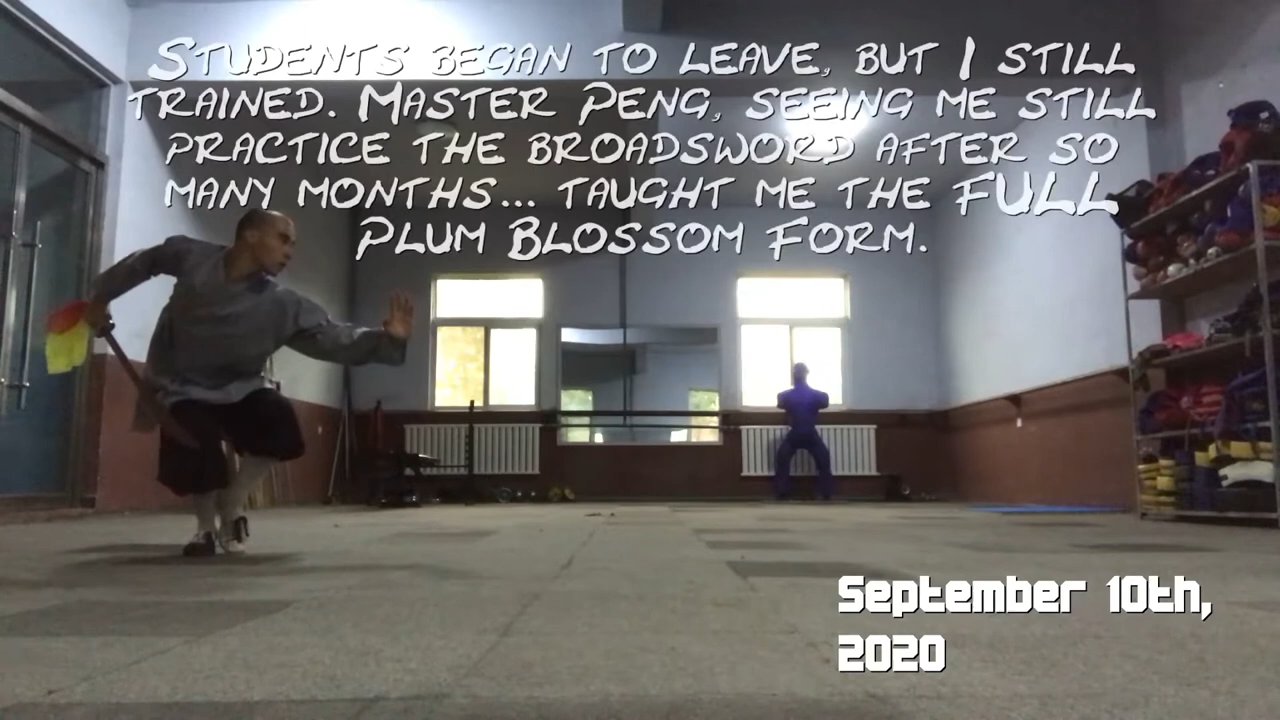 Students began to leave, but I still
trained. Master Peng, seeing me still
practice the broadsword after so
many months... taught me the FULL
Plum Blossom Form.
September 10th,
2020